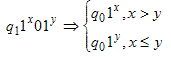 q₁1ˣ01ʸ ⇒ { q₀1ˣ, x > y
q₀1ʸ, x ≤ y